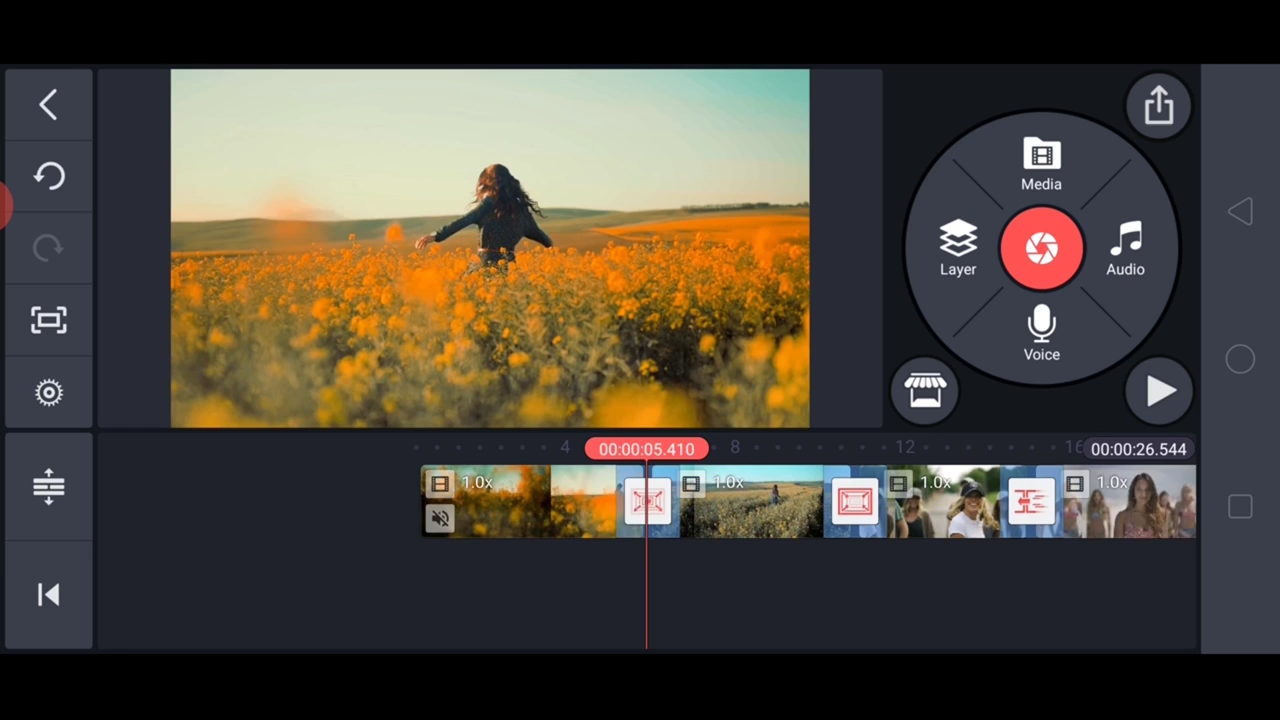 Media
Layer
Audio
Voice
4
00:00:05.410
8
12
16
00:00:26.544
1.0x
1.0x
1.0x
1.0x